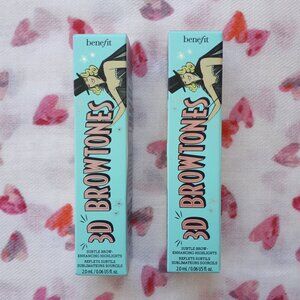 benefit
3D BROWTONES
SUBTLE BROW-
ENHANCING HIGHLIGHTS
REFLETS SUBTILS
SUBLIMATEURS SOURCILS
2.0 mL / 0.06 US fl. oz.
benefit
3D BROWTONES
SUBTLE BROW-
ENHANCING HIGHLIGHTS
REFLETS SUBTILS
SUBLIMATEURS SOURCILS
2.0 mL / 0.06 US fl. oz.